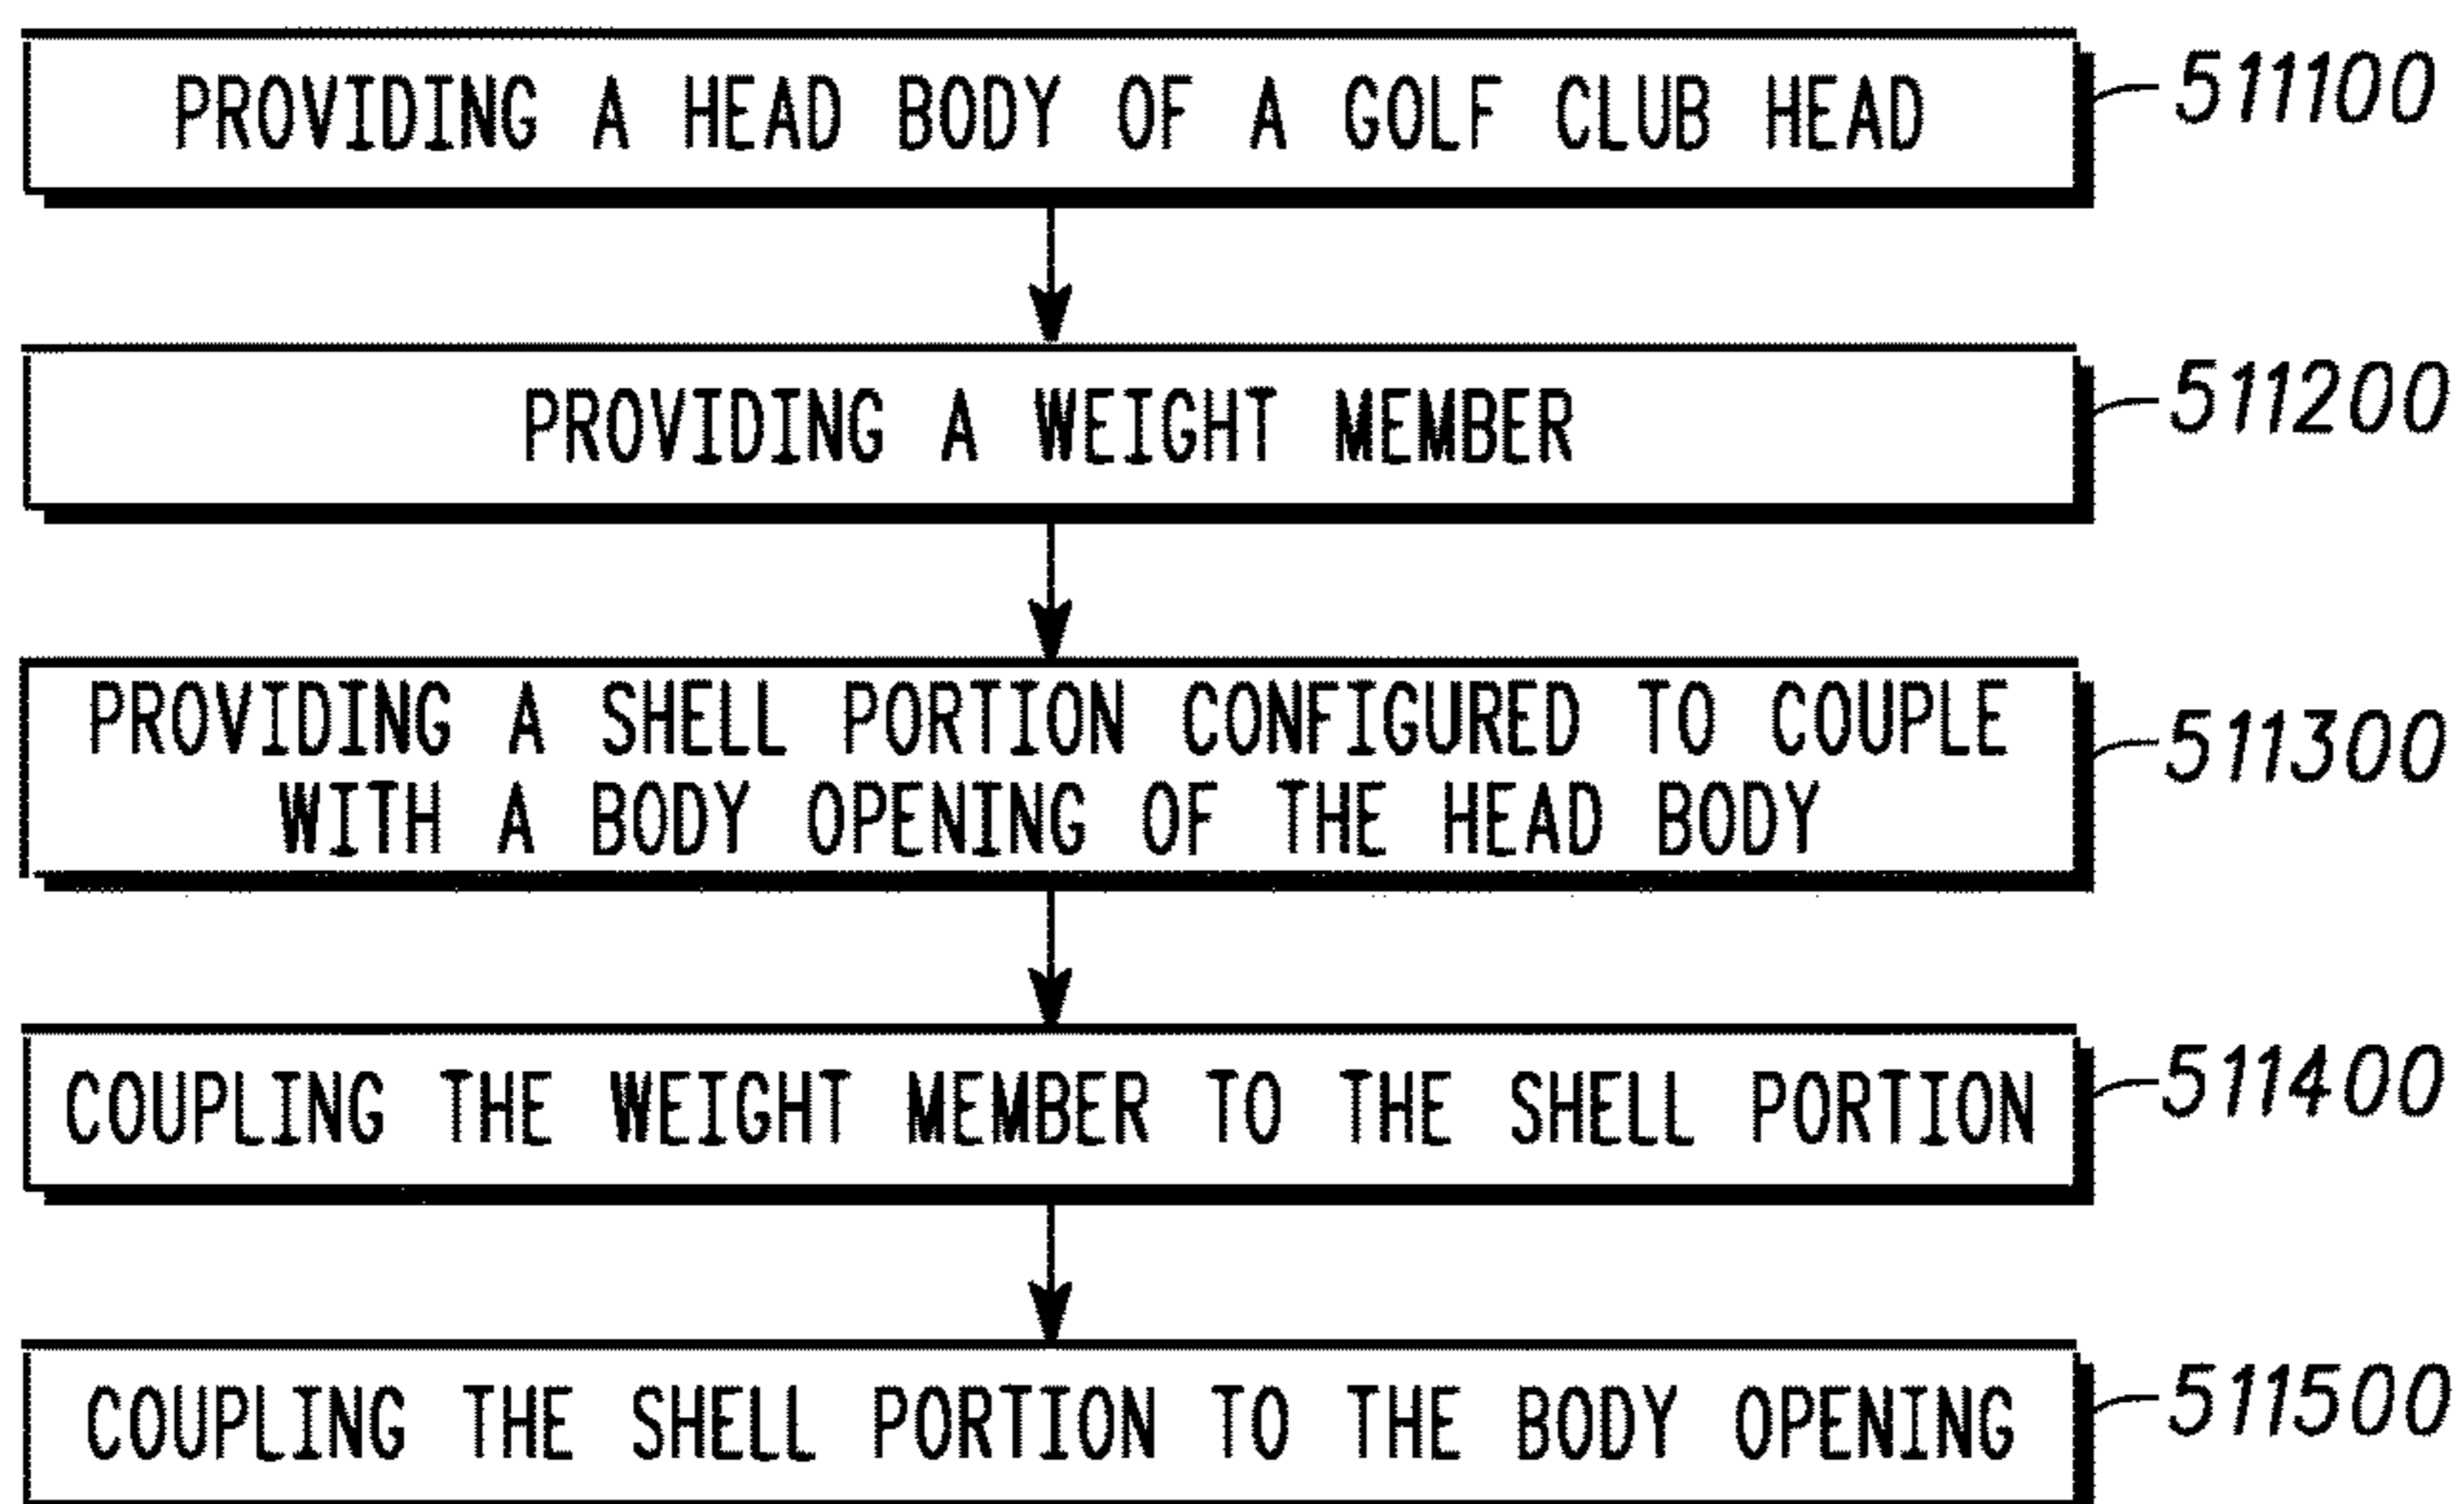 PROVIDING A HEAD BODY OF A GOLF CLUB HEAD 511100
PROVIDING A WEIGHT MEMBER 511200
PROVIDING A SHELL PORTION CONFIGURED TO COUPLE
WITH A BODY OPENING OF THE HEAD BODY 511300
COUPLING THE WEIGHT MEMBER TO THE SHELL PORTION 511400
COUPLING THE SHELL PORTION TO THE BODY OPENING 511500